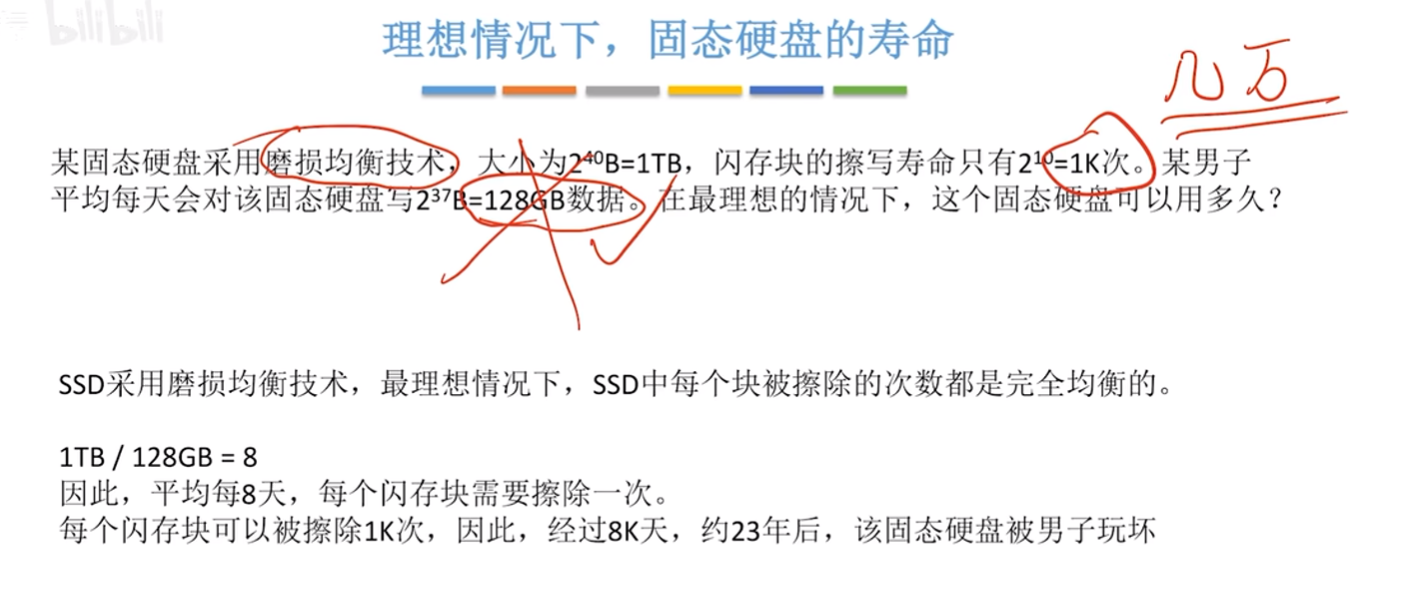 bilibili
理想情况下，固态硬盘的寿命
几万
某固态硬盘采用磨损均衡技术，大小为2⁴⁰B=1TB，闪存块的擦写寿命只有2¹⁰=1K次。某男子
平均每天会对该固态硬盘写2³⁷B=128GB数据。在最理想的情况下，这个固态硬盘可以用多久？
SSD采用磨损均衡技术，最理想情况下，SSD中每个块被擦除的次数都是完全均衡的。
1TB / 128GB = 8
因此，平均每8天，每个闪存块需要擦除一次。
每个闪存块可以被擦除1K次，因此，经过8K天，约23年后，该固态硬盘被男子玩坏